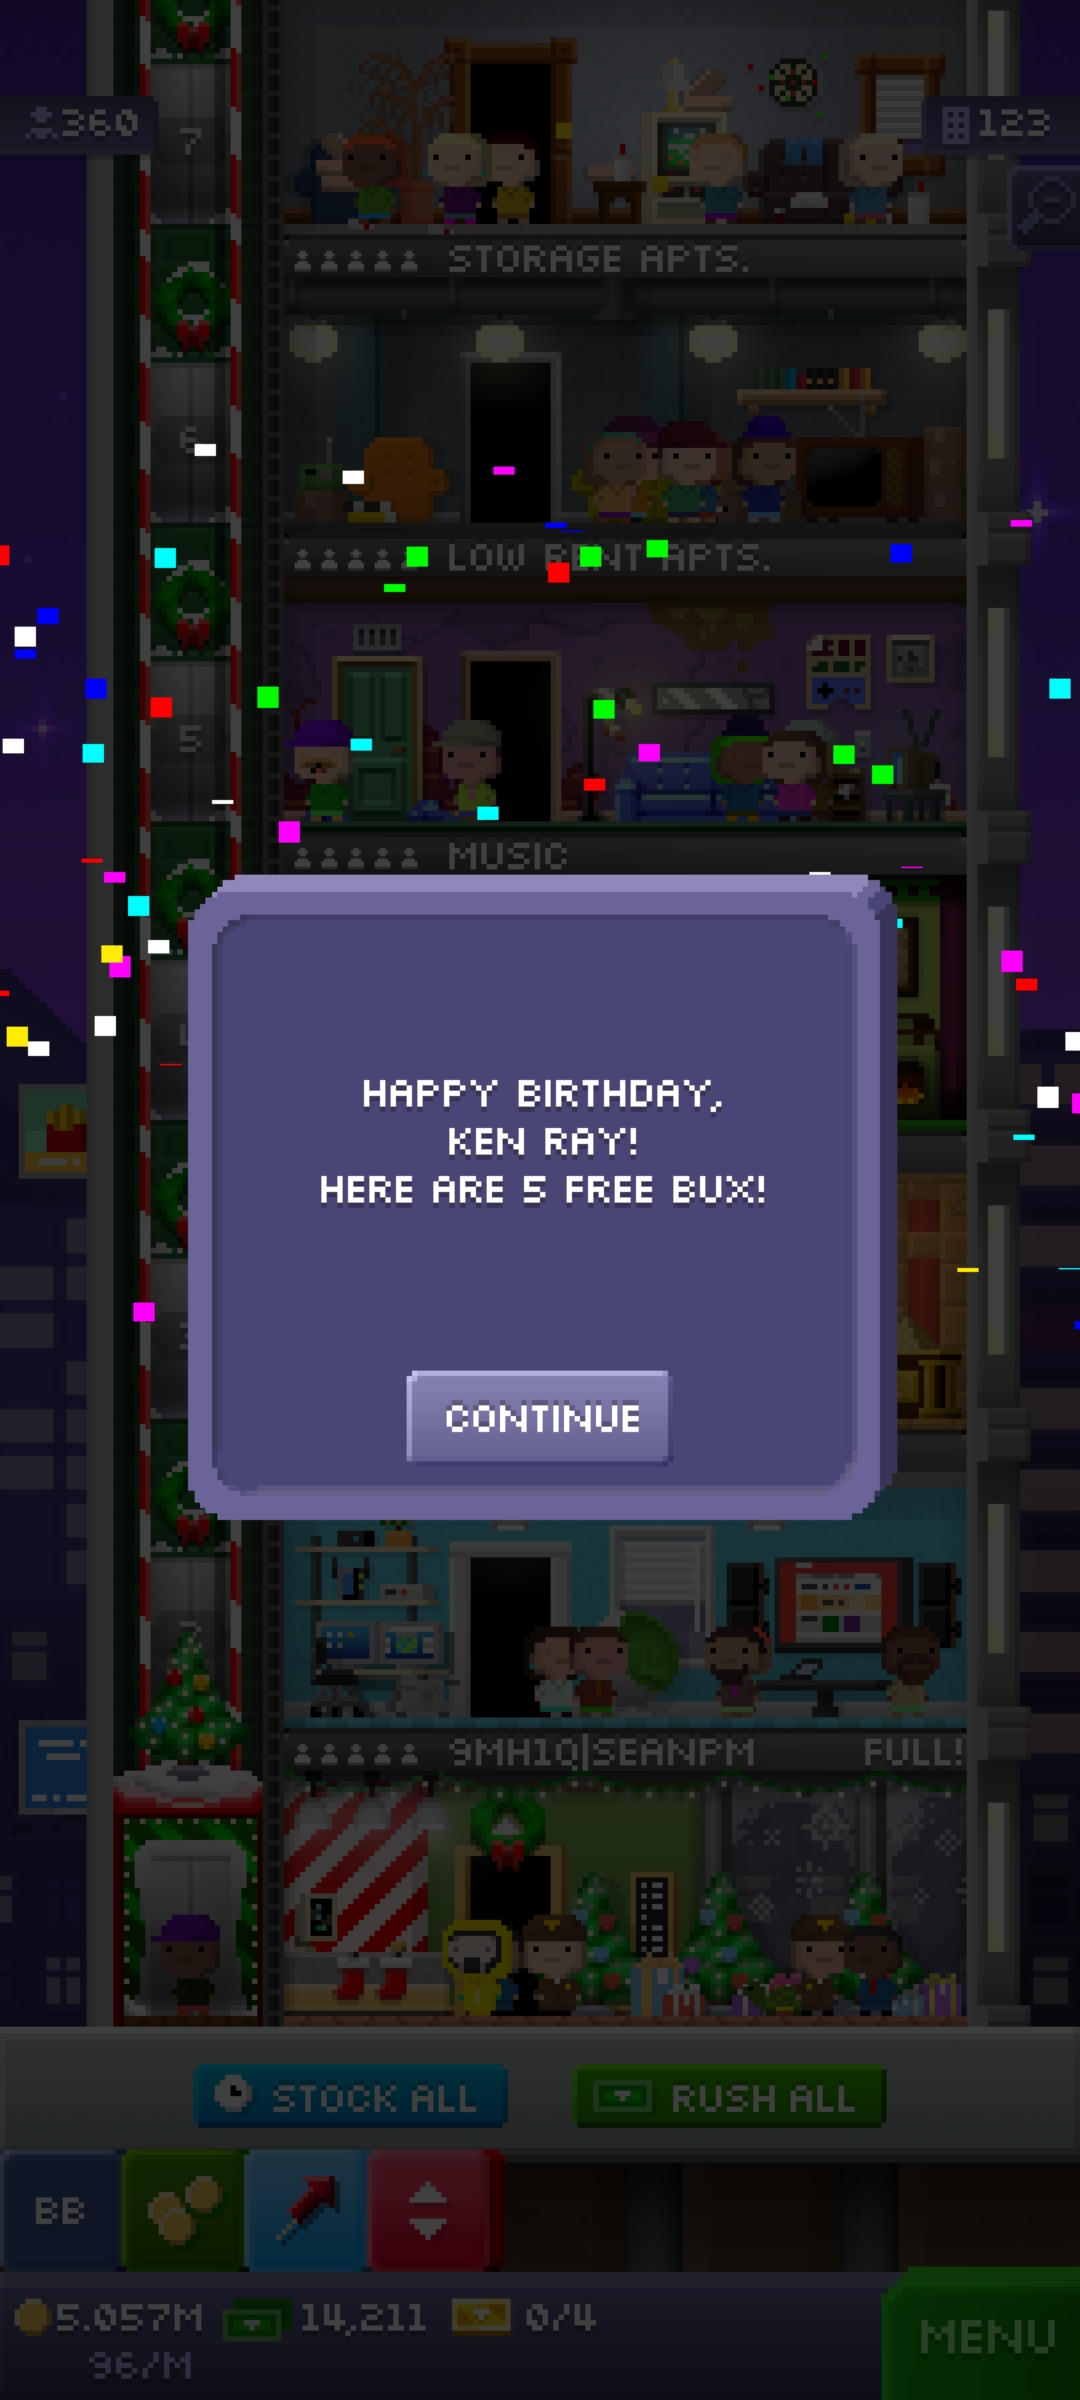 7
360
123
STORAGE APTS.
6
LOW RENT APTS.
5
MUSIC
HAPPY BIRTHDAY,
KEN RAY!
HERE ARE 5 FREE BUX!
CONTINUE
9MH1Q|SEANPM FULL!
STOCK ALL
RUSH ALL
BB
5.057M
14,211
0/4
MENU
96/M